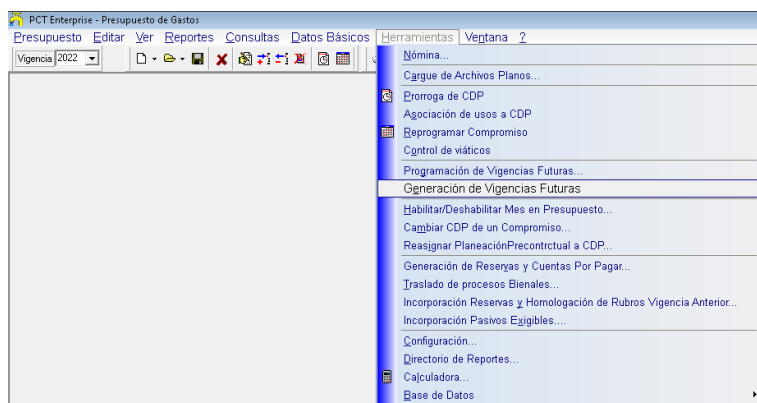 PCT Enterprise - Presupuesto de Gastos
Presupuesto Editar Ver Reportes Consultas Datos Básicos Herramientas Ventana ?
Vigencia 2022
Nómina...
Cargue de Archivos Planos...
Prorroga de CDP
Asociación de usos a CDP
Reprogramar Compromiso
Control de viáticos
Programación de Vigencias Futuras...
Generación de Vigencias Futuras
Habilitar/Deshabilitar Mes en Presupuesto...
Cambiar CDP de un Compromiso...
Reasignar PlaneaciónPrecontrctual a CDP...
Generación de Reservas y Cuentas Por Pagar...
Traslado de procesos Bienales...
Incorporación Reservas y Homologación de Rubros Vigencia Anterior...
Incorporación Pasivos Exigibles....
Configuración...
Directorio de Reportes...
Calculadora...
Base de Datos